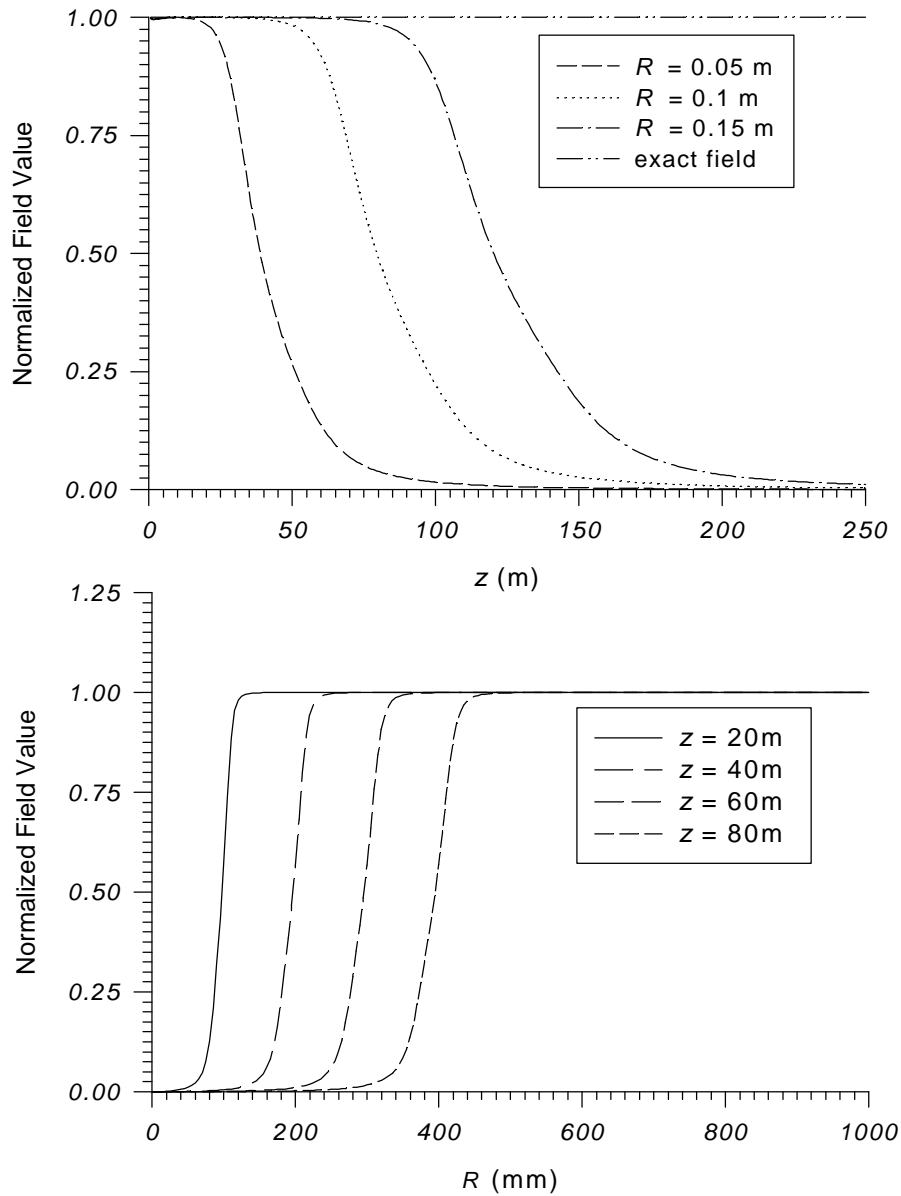 1.00
0.75
0.50
0.25
0.00
Normalized Field Value
R = 0.05 m
R = 0.1 m
R = 0.15 m
exact field
0 50 100 150 200 250
z (m)
1.25
1.00
0.75
0.50
0.25
0.00
Normalized Field Value
z = 20m
z = 40m
z = 60m
z = 80m
0 200 400 600 800 1000
R (mm)